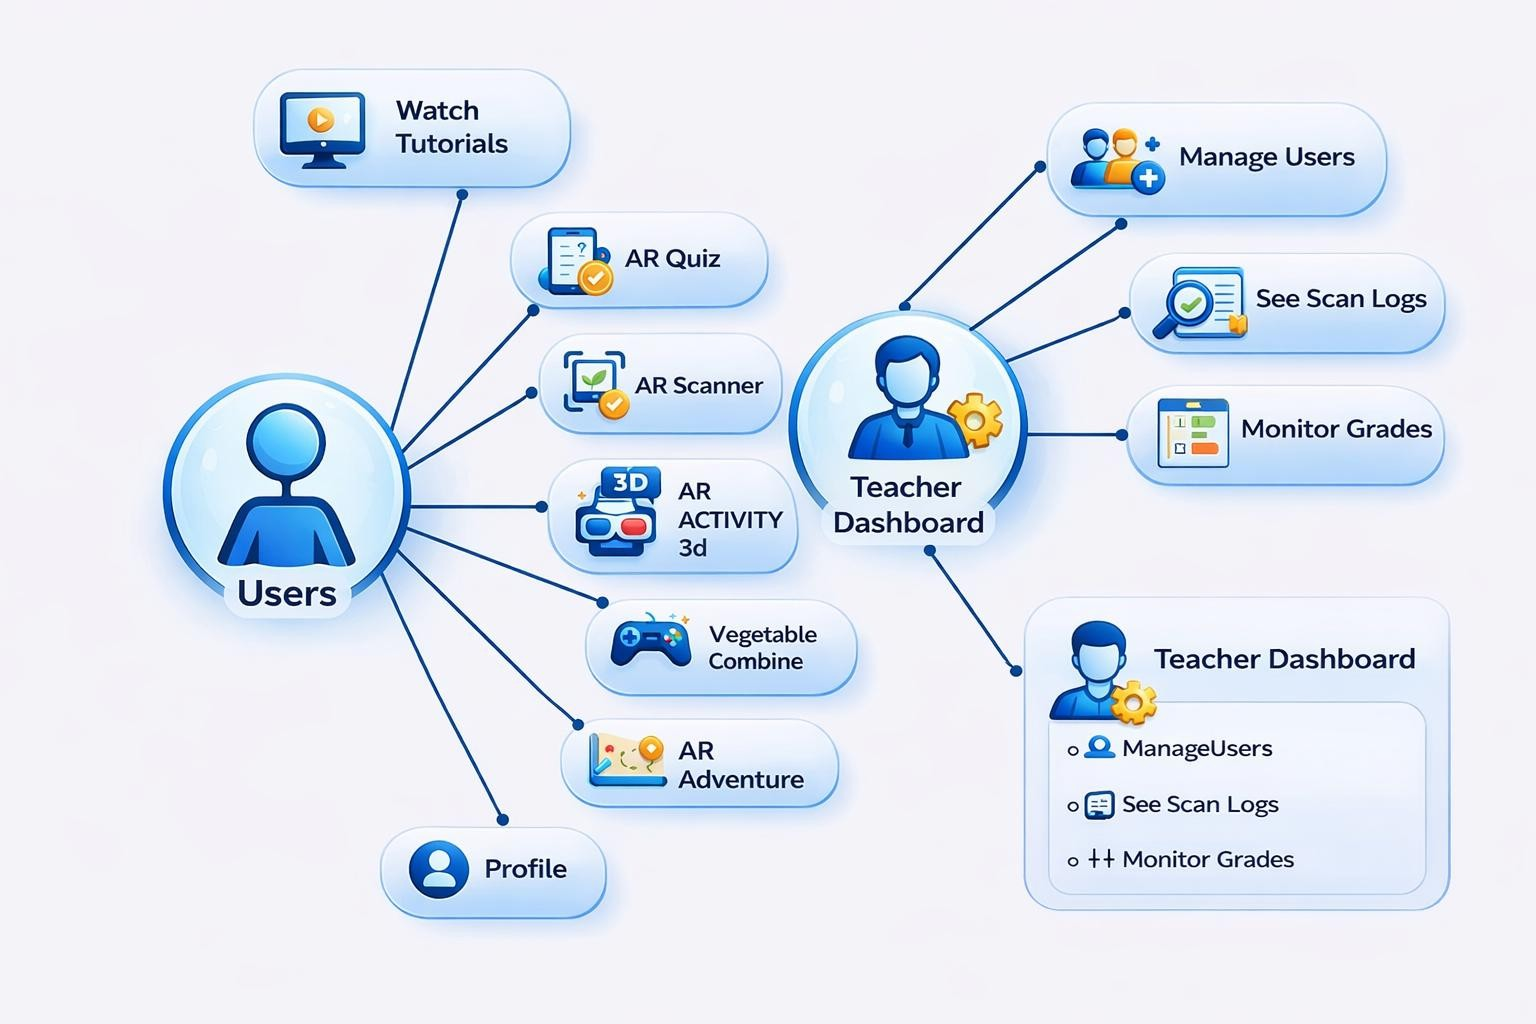 Watch
Tutorials
AR Quiz
?
AR Scanner
3D
AR
ACTIVITY
3d
Vegetable
Combine
AR
Adventure
Profile
Users
Teacher
Dashboard
Manage Users
See Scan Logs
Monitor Grades
Teacher Dashboard
ManageUsers
See Scan Logs
Monitor Grades